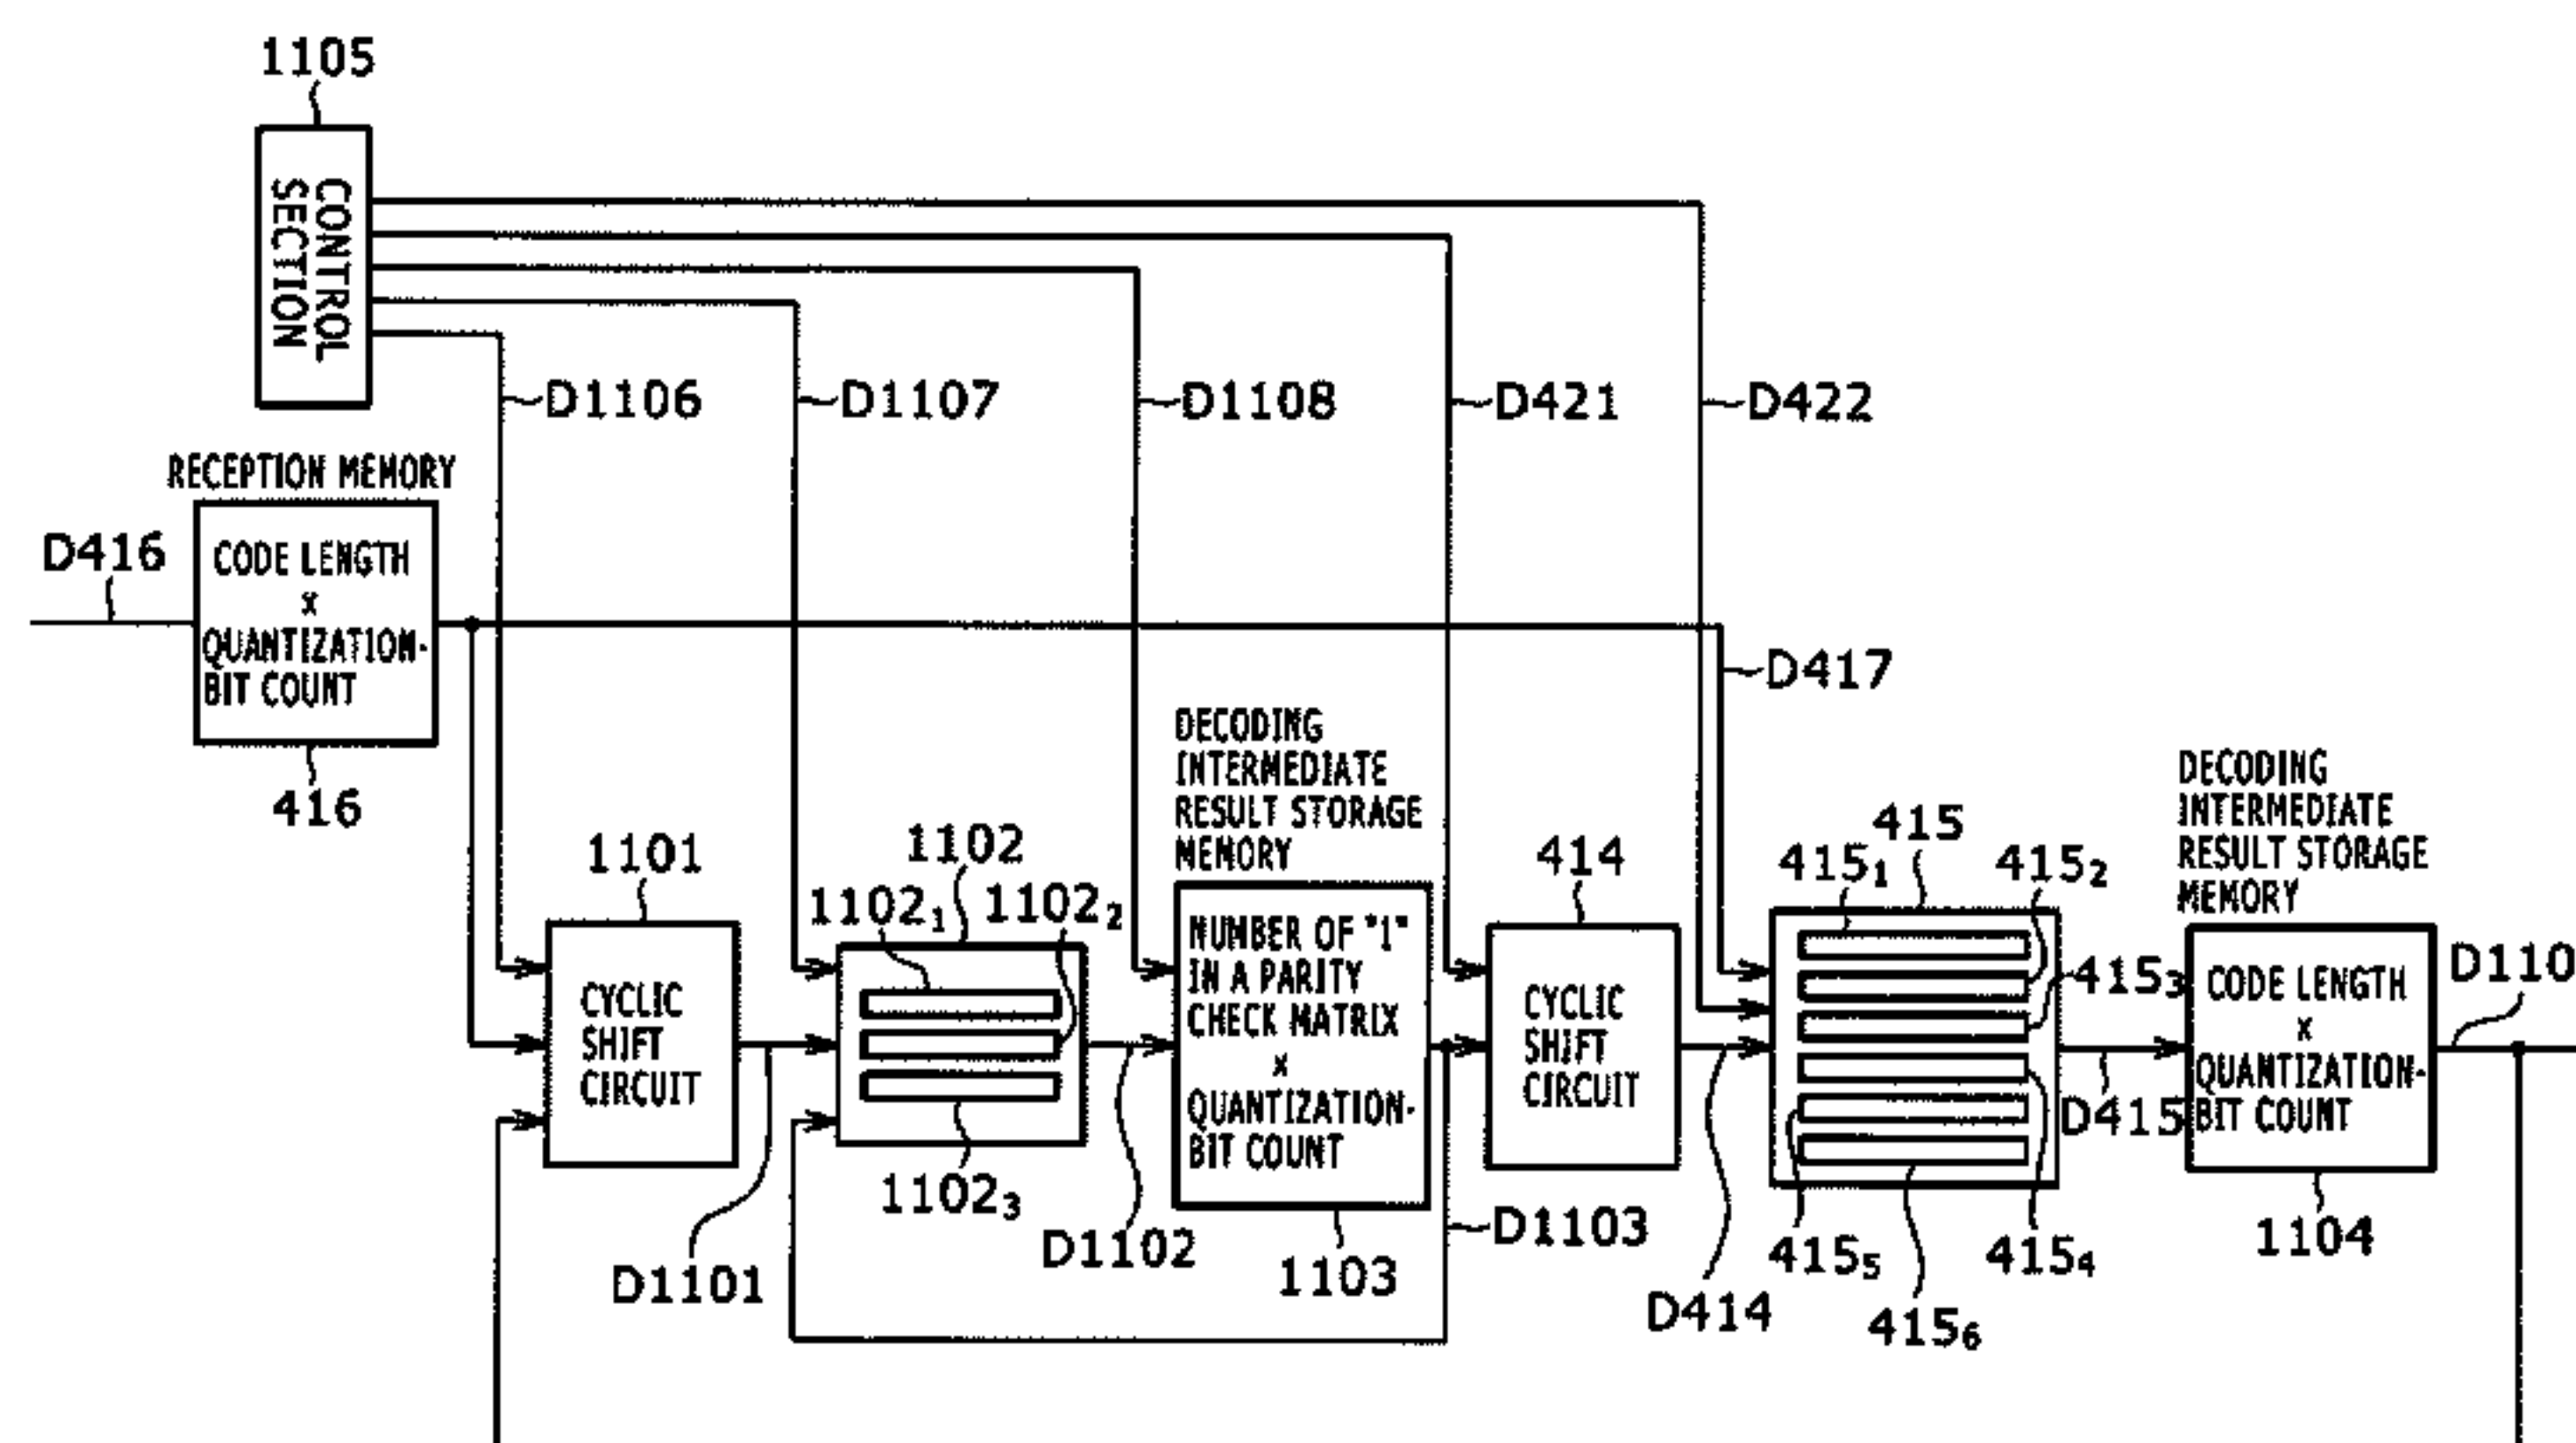 1105
CONTROL
SECTION
D1106
D1107
D1108
D421
D422
RECEPTION MEMORY
D416
CODE LENGTH
x
QUANTIZATION-
BIT COUNT
416
D417
DECODING
INTERMEDIATE
RESULT STORAGE
MEMORY
DECODING
INTERMEDIATE
RESULT STORAGE
MEMORY
1101
1102
1102₁
1102₂
414
415
415₁
415₂
415₃
CYCLIC
SHIFT
CIRCUIT
NUMBER OF "1"
IN A PARITY
CHECK MATRIX
x
QUANTIZATION-
BIT COUNT
CYCLIC
SHIFT
CIRCUIT
CODE LENGTH
x
QUANTIZATION-
BIT COUNT
D110
D415
1102₃
D1101
D1102
1103
D1103
D414
415₅
415₄
415₆
1104